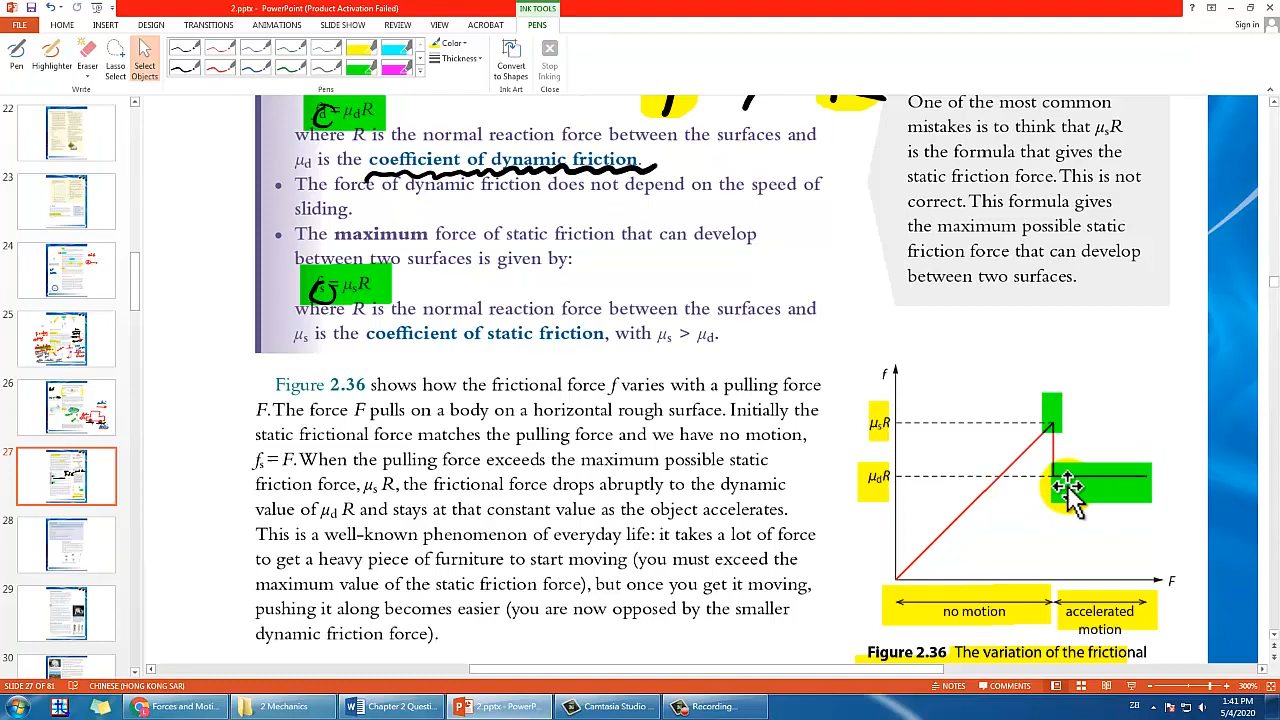 2.pptx - PowerPoint (Product Activation Failed)
INK TOOLS
FILE HOME INSERT DESIGN TRANSITIONS ANIMATIONS SLIDE SHOW REVIEW VIEW ACROBAT PENS
Sign in
Pen Highlighter Eraser Lasso Select Select Objects
Color
Thickness
Convert to Shapes
Stop Inking
Write Pens Ink Art Close
22
23
24
25
26
28
30
= μdR
where R is the normal reaction force between the surfaces and
μd is the coefficient of dynamic friction.
• The force of dynamic friction does not depend on the speed of
sliding.
• The maximum force of static friction that can develop
between two surfaces is given by:
= μsR
where R is the normal reaction force between the surfaces and
μs is the coefficient of static friction, with μs > μd.
One of the most common
mistakes is to think that μsR
is the formula that gives the
static friction force. This is not
correct. This formula gives
the maximum possible static
friction force that can develop
between two surfaces.
Figure 2.36 shows how the frictional force f varies with a pulling force
F. The force F pulls on a body on a horizontal rough surface. Initially the
static frictional force matches the pulling force and we have no motion,
fs = F. When the pulling force exceeds the maximum possible static
friction force, μs R, the frictional force drops abruptly to the dynamic
value of μd R and stays at that constant value as the object accelerates.
This is a well-known phenomenon of everyday life: it takes a lot of force
to get a heavy piece of furniture to start moving (you must exceed the
maximum value of the static friction force), but once you get it moving,
pushing it along becomes easier (you are now opposed by the smaller
dynamic friction force).
f
μsR
μdR
F
no motion
accelerated
motion
Figure 2.36 The variation of the frictional
SLIDE 27 OF 81 CHINESE (HONG KONG SAR)
NOTES COMMENTS 300%
Forces and Moti...
2 Mechanics
Chapter 2 Questi...
2.pptx - PowerP...
Camtasia Studio ...
Recording...
ZB
1:41 PM
5/4/2020